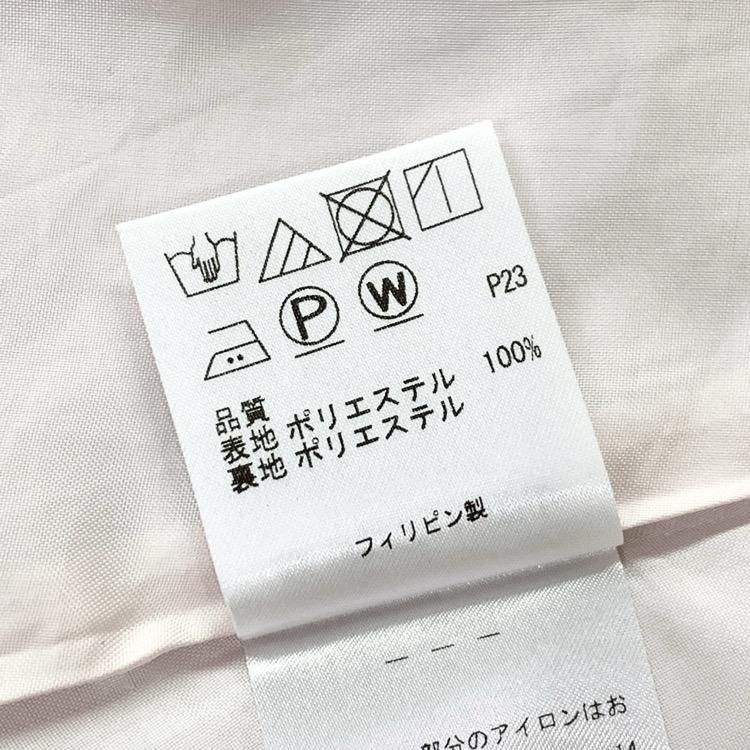 P W
P23
品質
表地 ポリエステル 100%
裏地 ポリエステル
フィリピン製
— — —
部分のアイロンはお